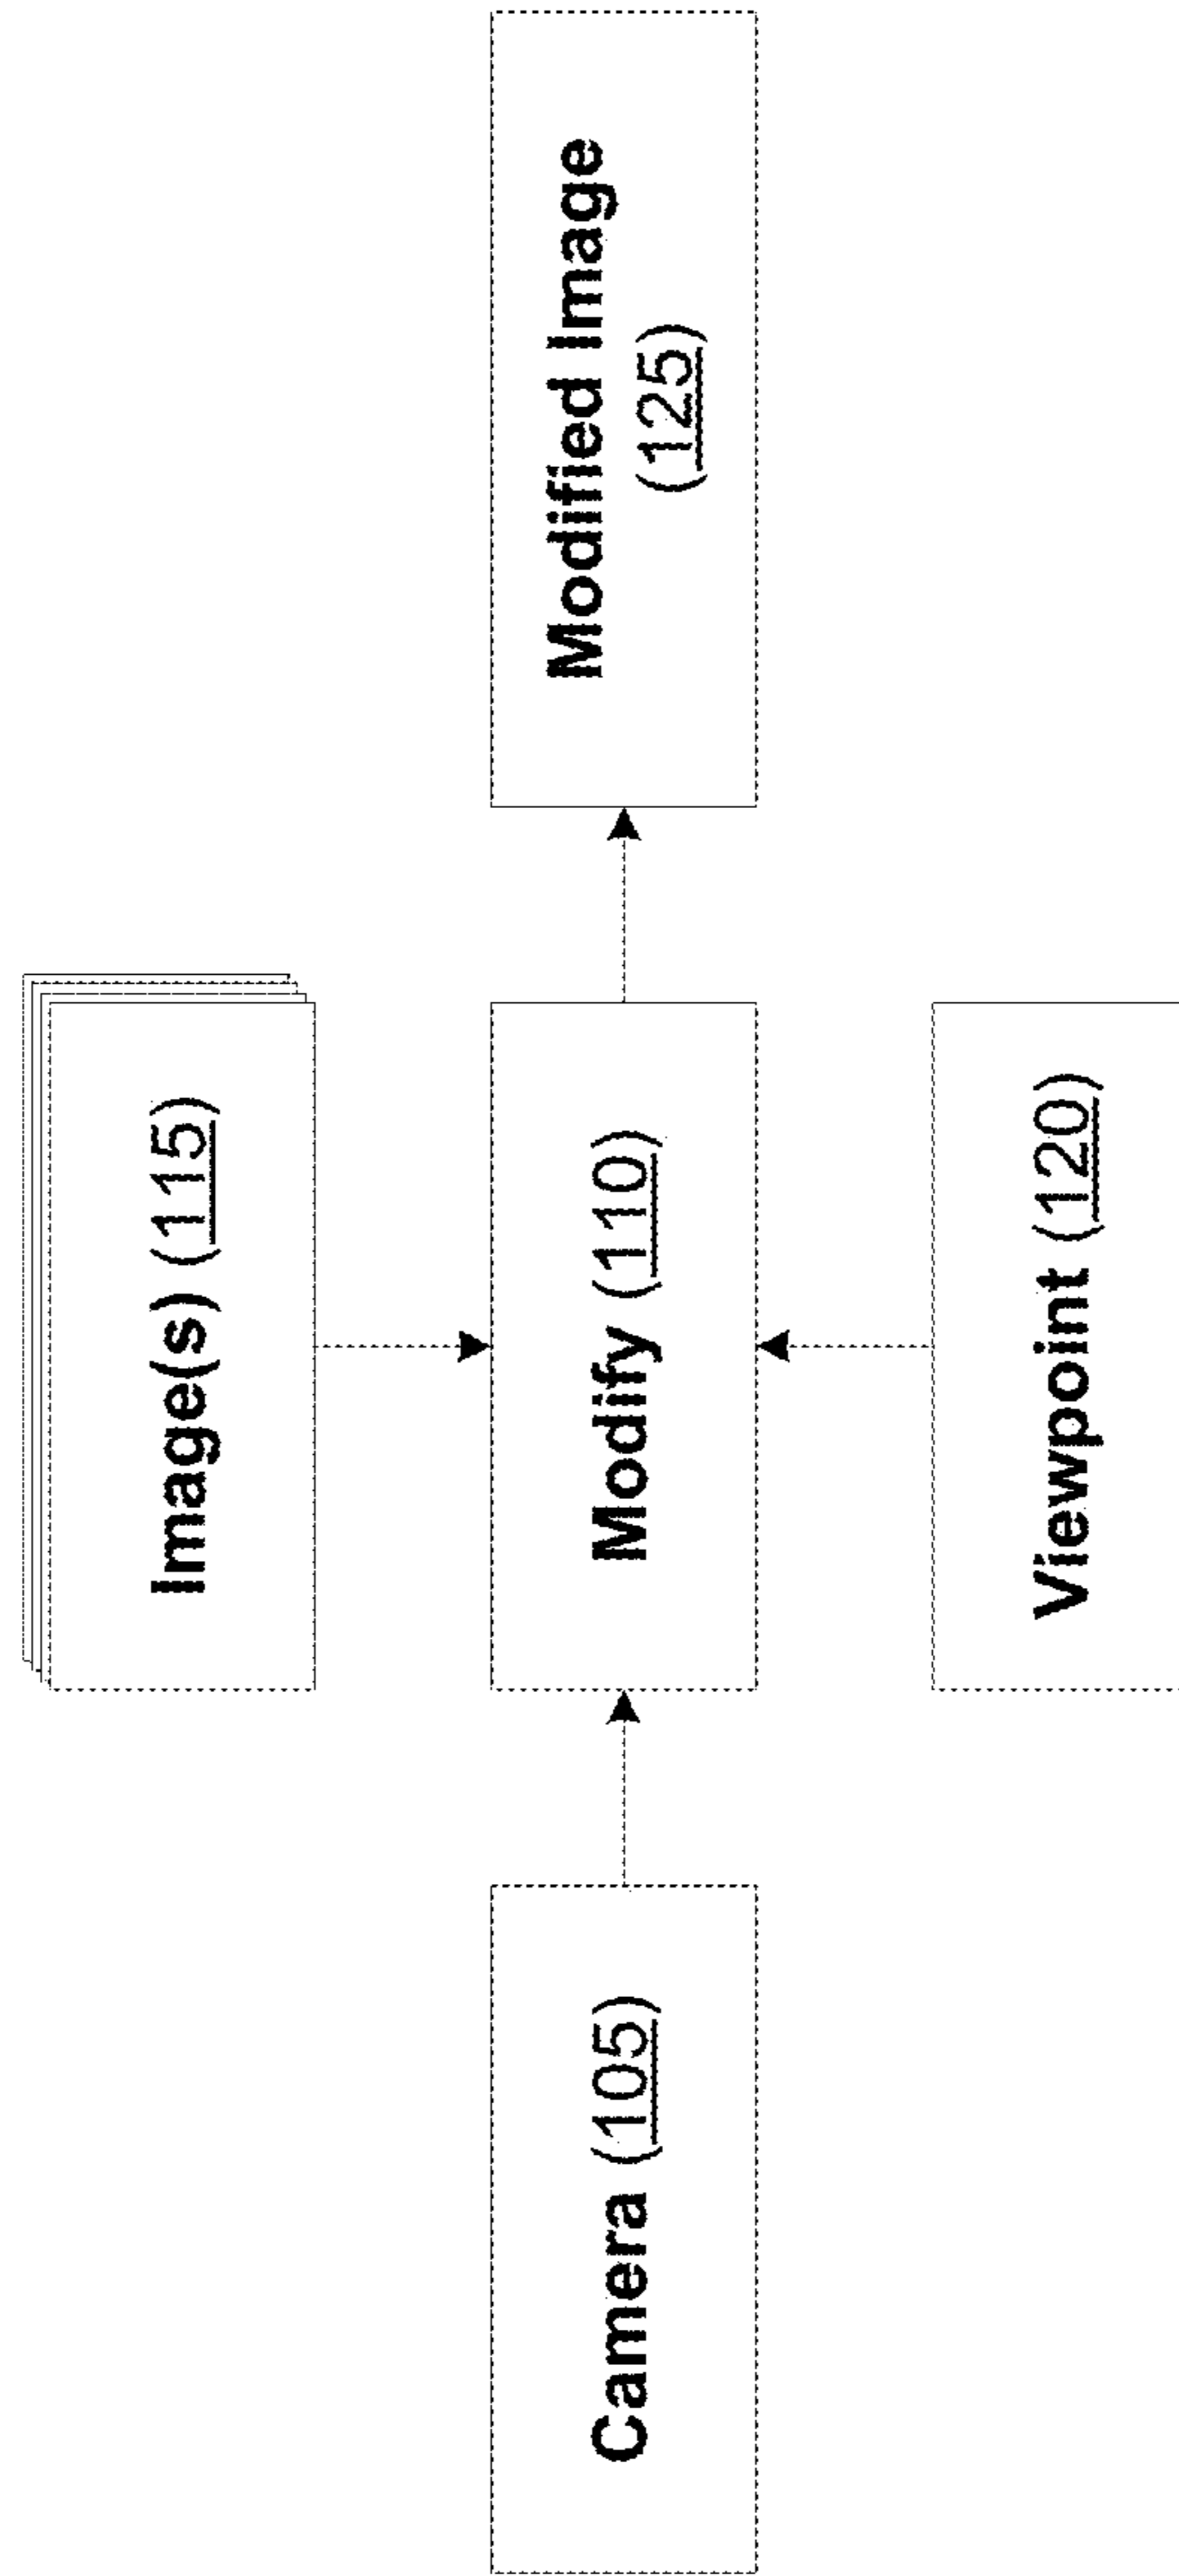 Image(s) (115)
Camera (105)
Modify (110)
Modified Image
(125)
Viewpoint (120)